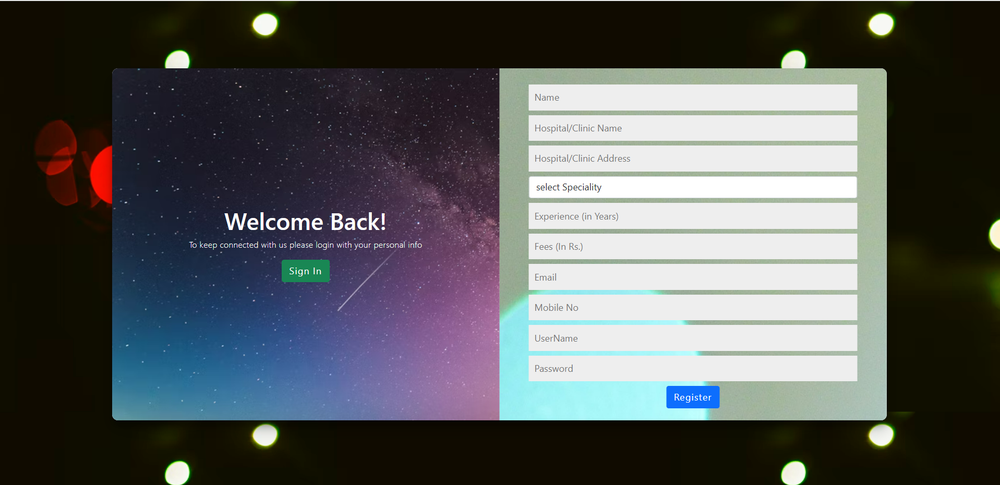 Welcome Back!
To keep connected with us please login with your personal info
Sign In
Name
Hospital/Clinic Name
Hospital/Clinic Address
select Speciality
Experience (in Years)
Fees (In Rs.)
Email
Mobile No
UserName
Password
Register